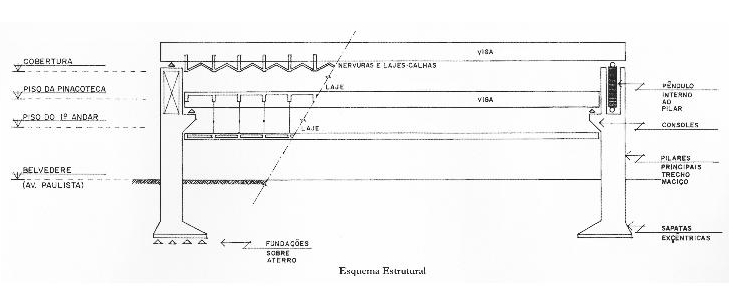 COBERTURA
PISO DA PINACOTECA
PISO DO 1º ANDAR
BELVEDERE
(AV. PAULISTA)
VIGA
NERVURAS E LAJES-CALHAS
LAJE
VIGA
LAJE
PÊNDULO
INTERNO
AO
PILAR
CONSOLES
PILARES
PRINCIPAIS
TRECHO
MACIÇO
SAPATAS
EXCÊNTRICAS
FUNDAÇÕES
SOBRE
ATERRO
Esquema Estrutural